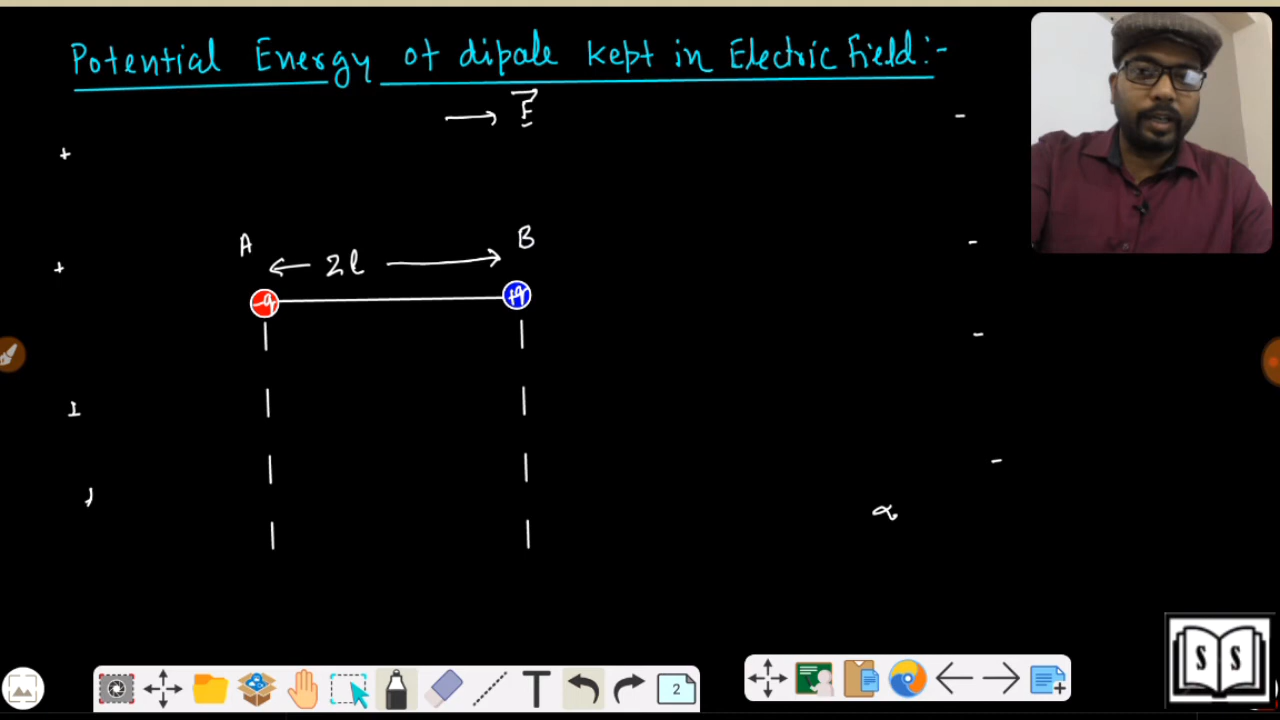 Potential Energy of dipole kept in Electric Field:-
→ E
+
-
A
B
+
-
← 2l →
-q
+q
-
+
+
-
∝
T
2
S S